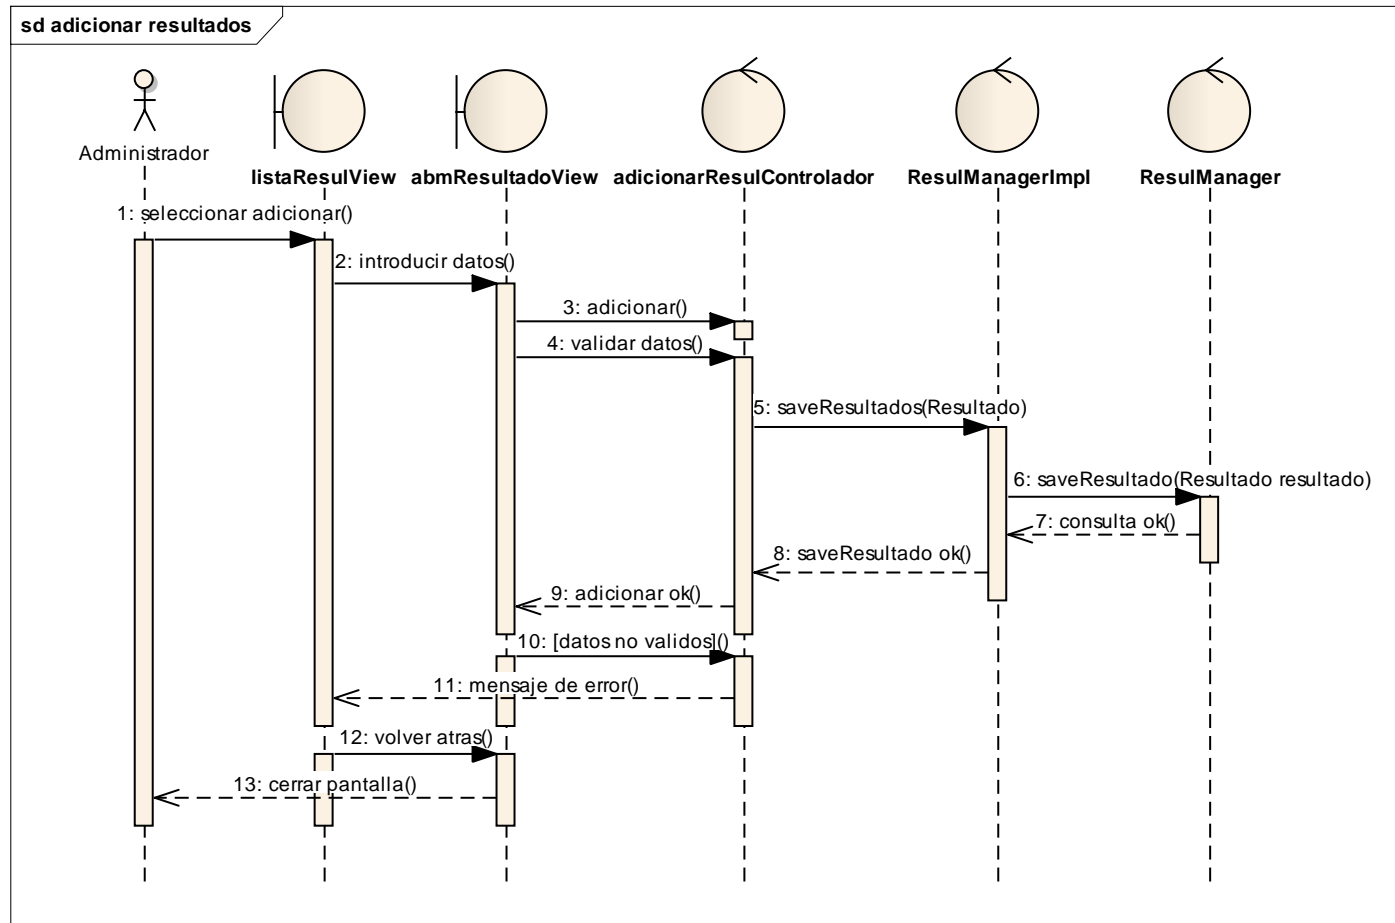 sd adicionar resultados
Administrador
listaResulView
abmResultadoView
adicionarResulControlador
ResulManagerImpl
ResulManager
1: seleccionar adicionar()
2: introducir datos()
3: adicionar()
4: validar datos()
5: saveResultados(Resultado)
6: saveResultado(Resultado resultado)
7: consulta ok()
8: saveResultado ok()
9: adicionar ok()
10: [datos no validos]()
11: mensaje de error()
12: volver atras()
13: cerrar pantalla()